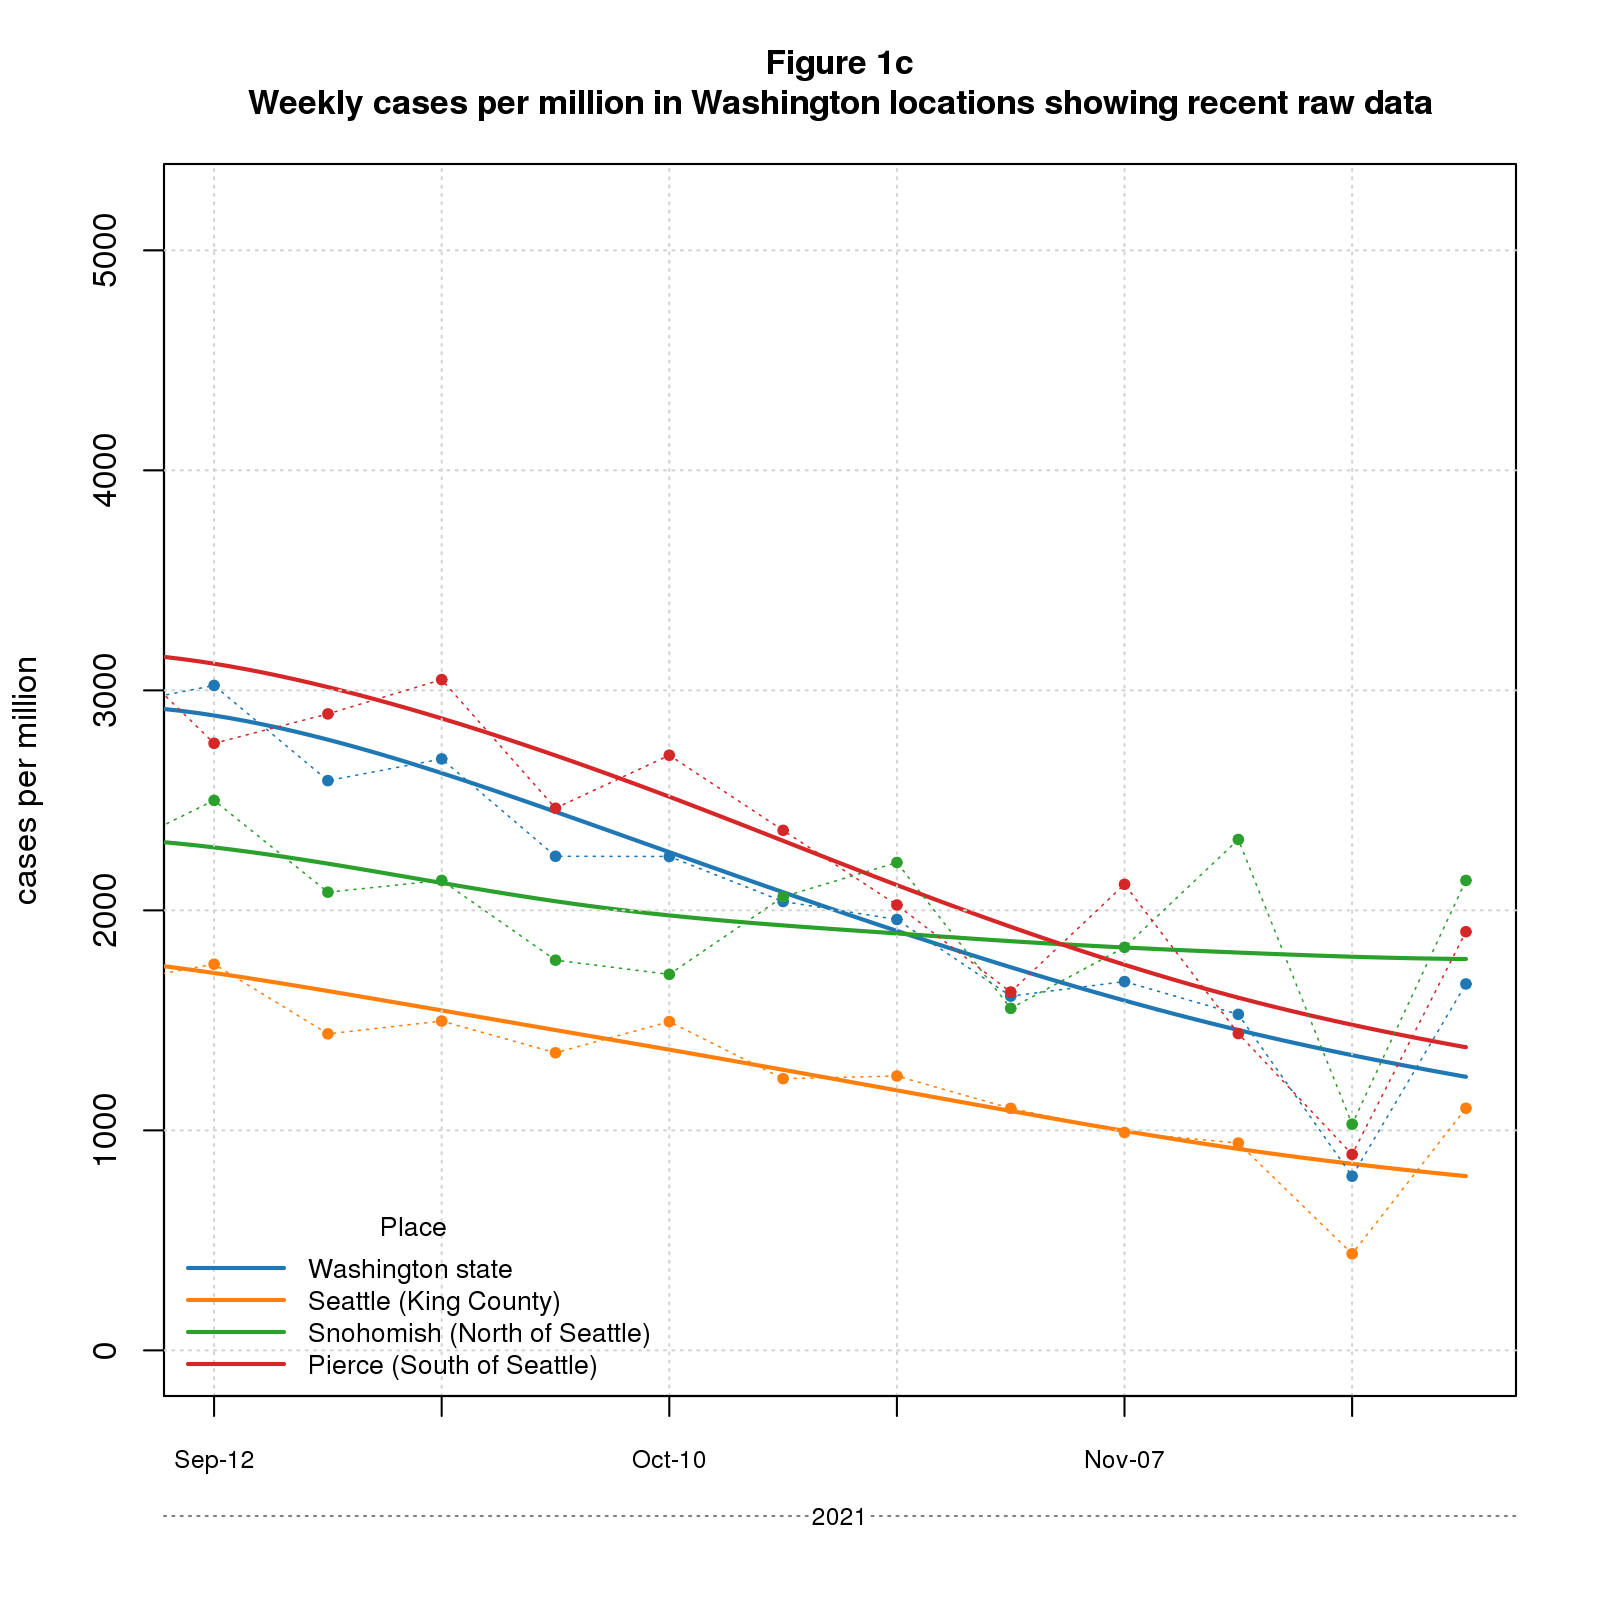 Figure 1c
Weekly cases per million in Washington locations showing recent raw data
cases per million
5000
4000
3000
2000
1000
0
Place
Washington state
Seattle (King County)
Snohomish (North of Seattle)
Pierce (South of Seattle)
Sep-12
Oct-10
Nov-07
2021